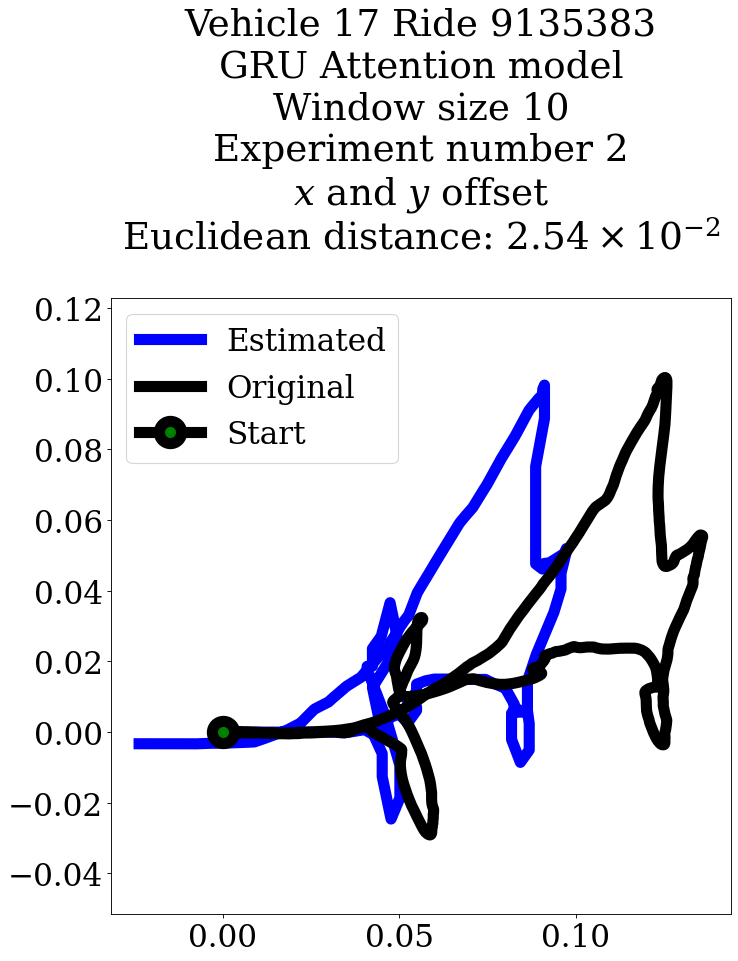 Vehicle 17 Ride 9135383
GRU Attention model
Window size 10
Experiment number 2
x and y offset
Euclidean distance: 2.54 × 10⁻²
Estimated
Original
Start
0.12
0.10
0.08
0.06
0.04
0.02
0.00
−0.02
−0.04
0.00 0.05 0.10